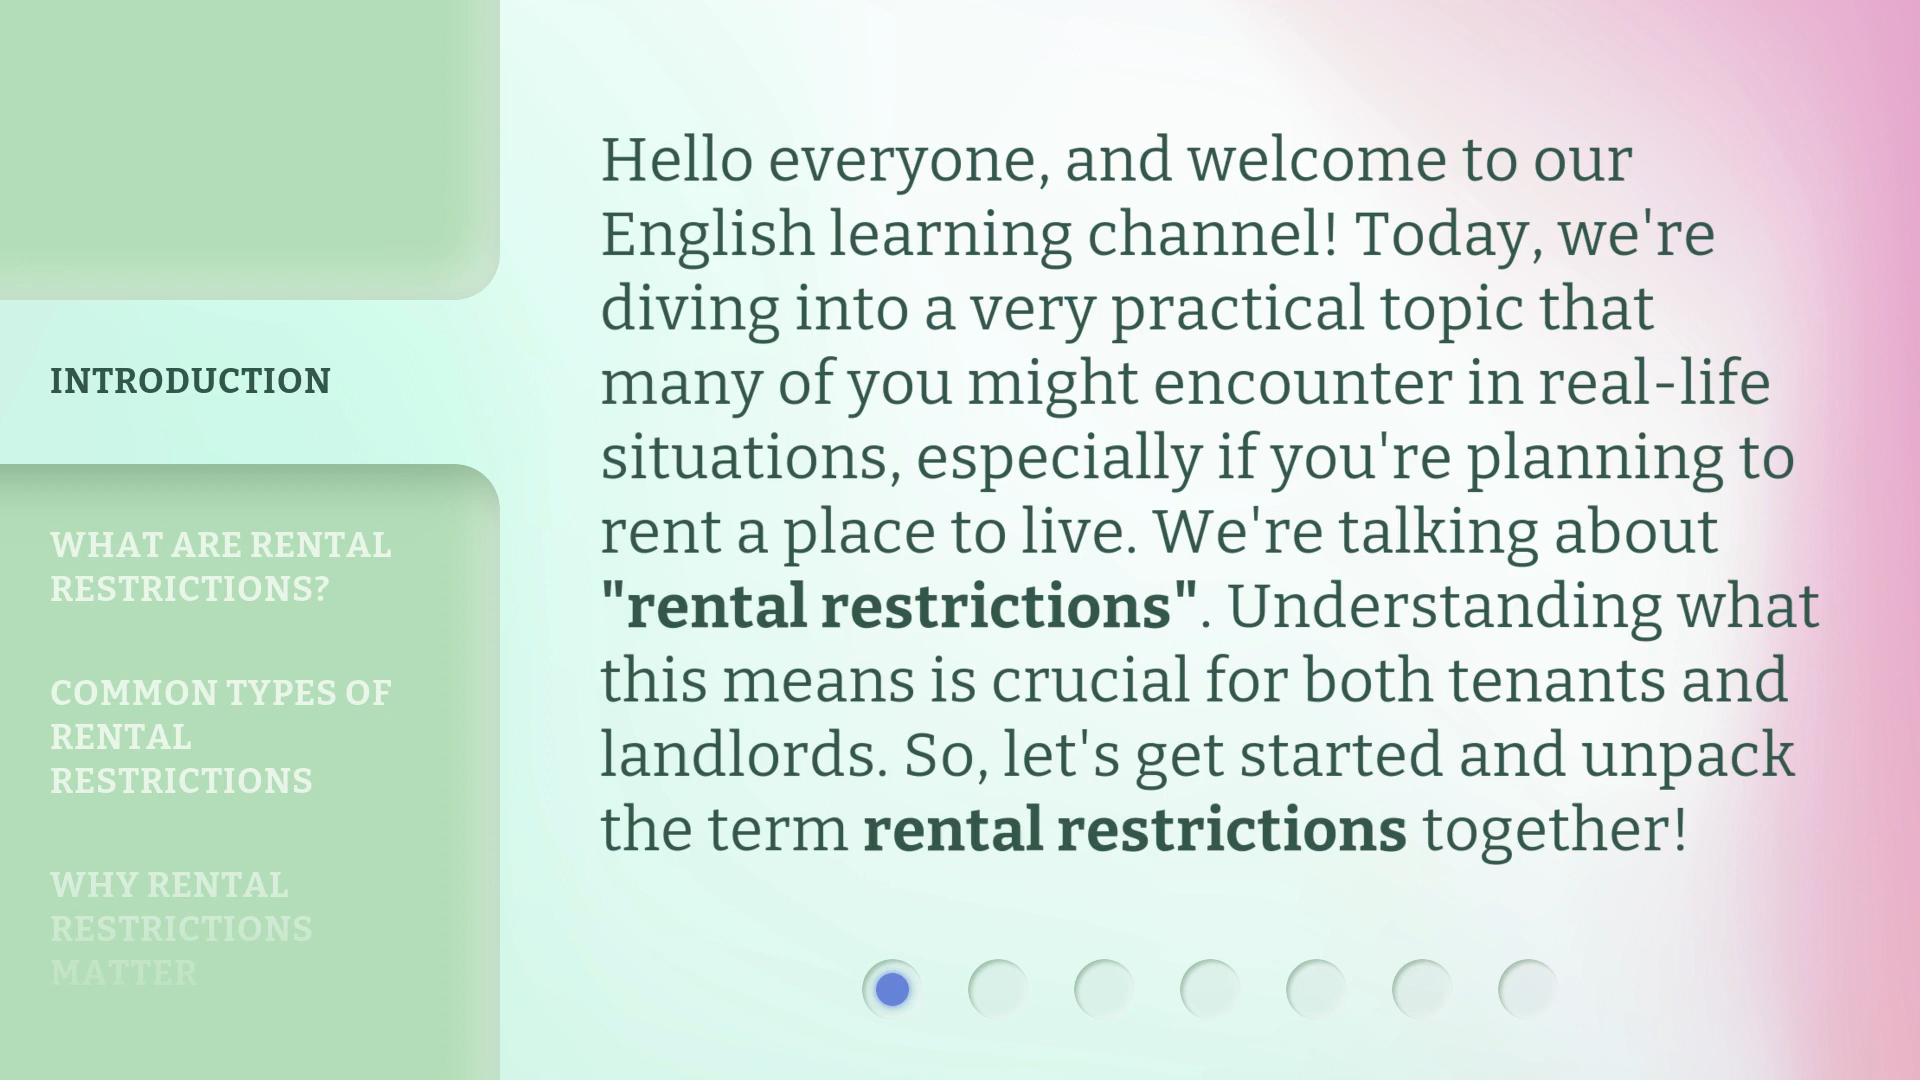 INTRODUCTION
WHAT ARE RENTAL
RESTRICTIONS?
COMMON TYPES OF
RENTAL
RESTRICTIONS
WHY RENTAL
RESTRICTIONS
MATTER
Hello everyone, and welcome to our
English learning channel! Today, we're
diving into a very practical topic that
many of you might encounter in real-life
situations, especially if you're planning to
rent a place to live. We're talking about
"rental restrictions". Understanding what
this means is crucial for both tenants and
landlords. So, let's get started and unpack
the term rental restrictions together!